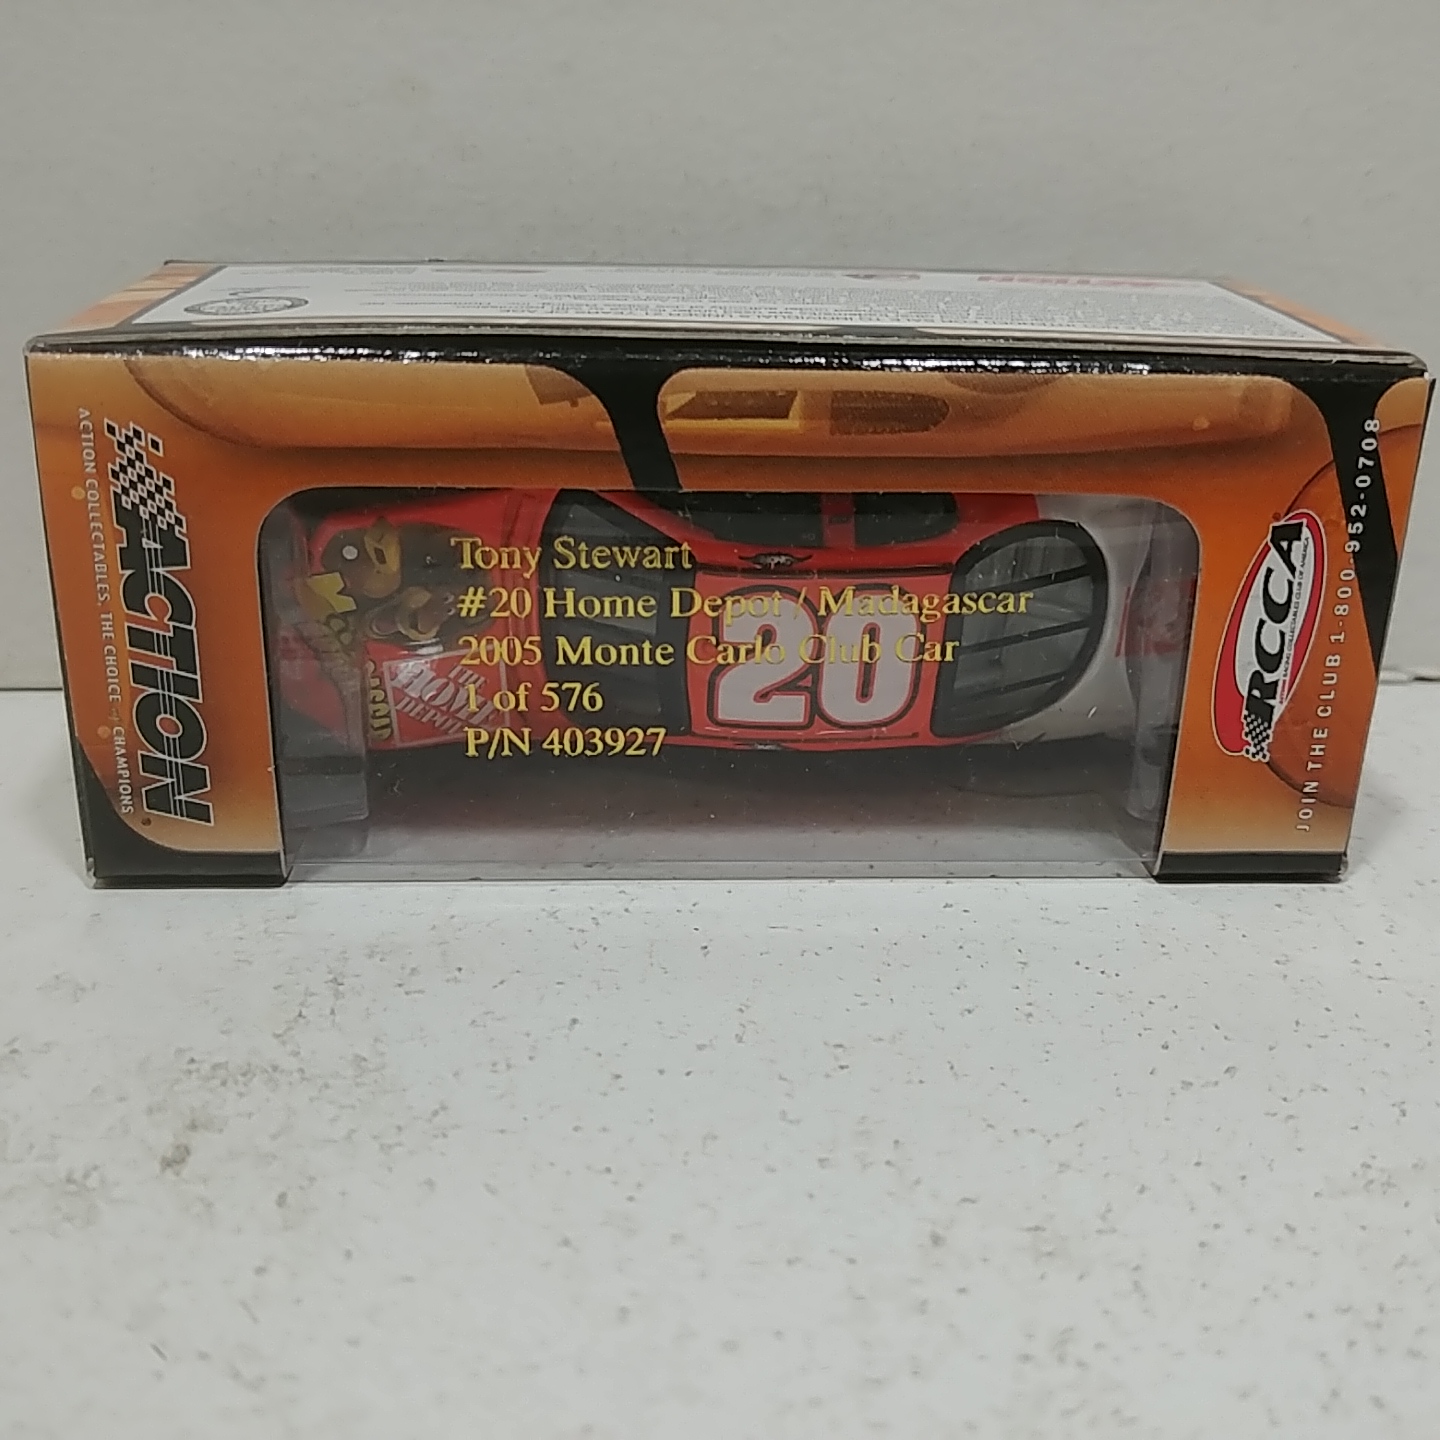 Tony Stewart
#20 Home Depot / Madagascar
2005 Monte Carlo Club Car
1 of 576
P/N 403927
ACTION
ACTION COLLECTABLES, THE CHOICE of CHAMPIONS
20
THE
HOME
DEPOT
RCCA
JOIN THE CLUB 1-800-952-0708